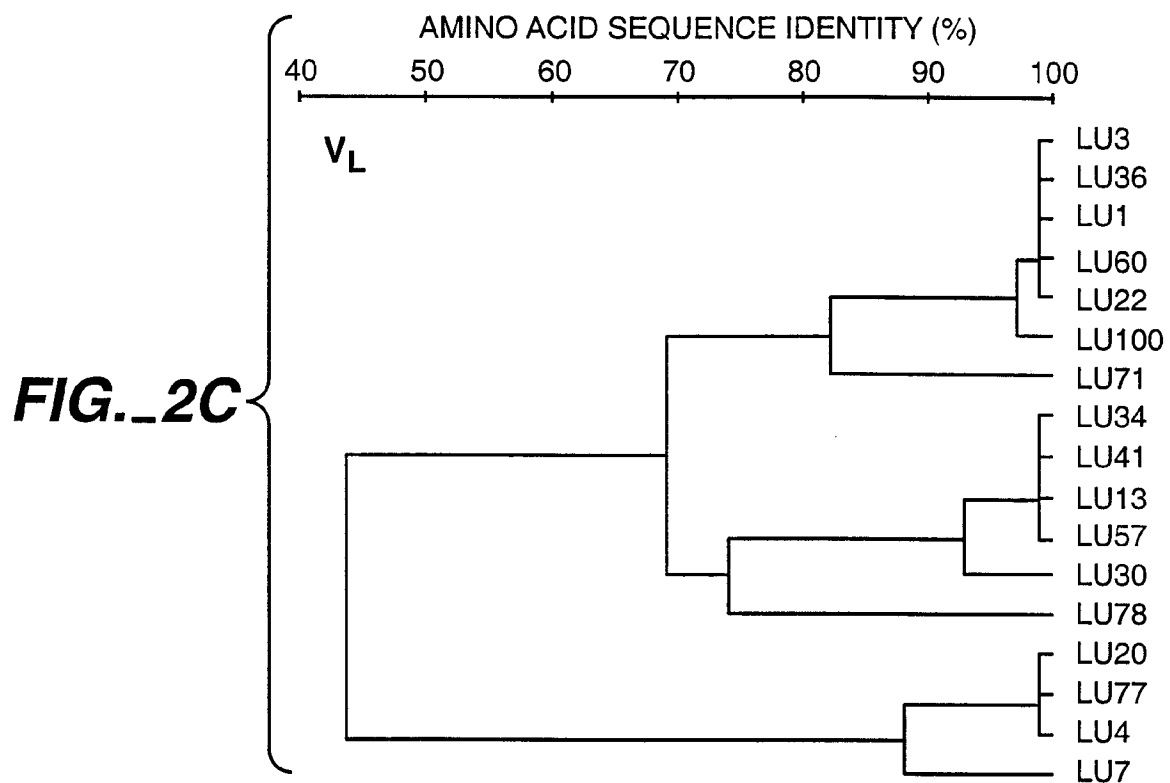 AMINO ACID SEQUENCE IDENTITY (%)
40 50 60 70 80 90 100
VL
LU3
LU36
LU1
LU60
LU22
LU100
LU71
FIG._2C
LU34
LU41
LU13
LU57
LU30
LU78
LU20
LU77
LU4
LU7